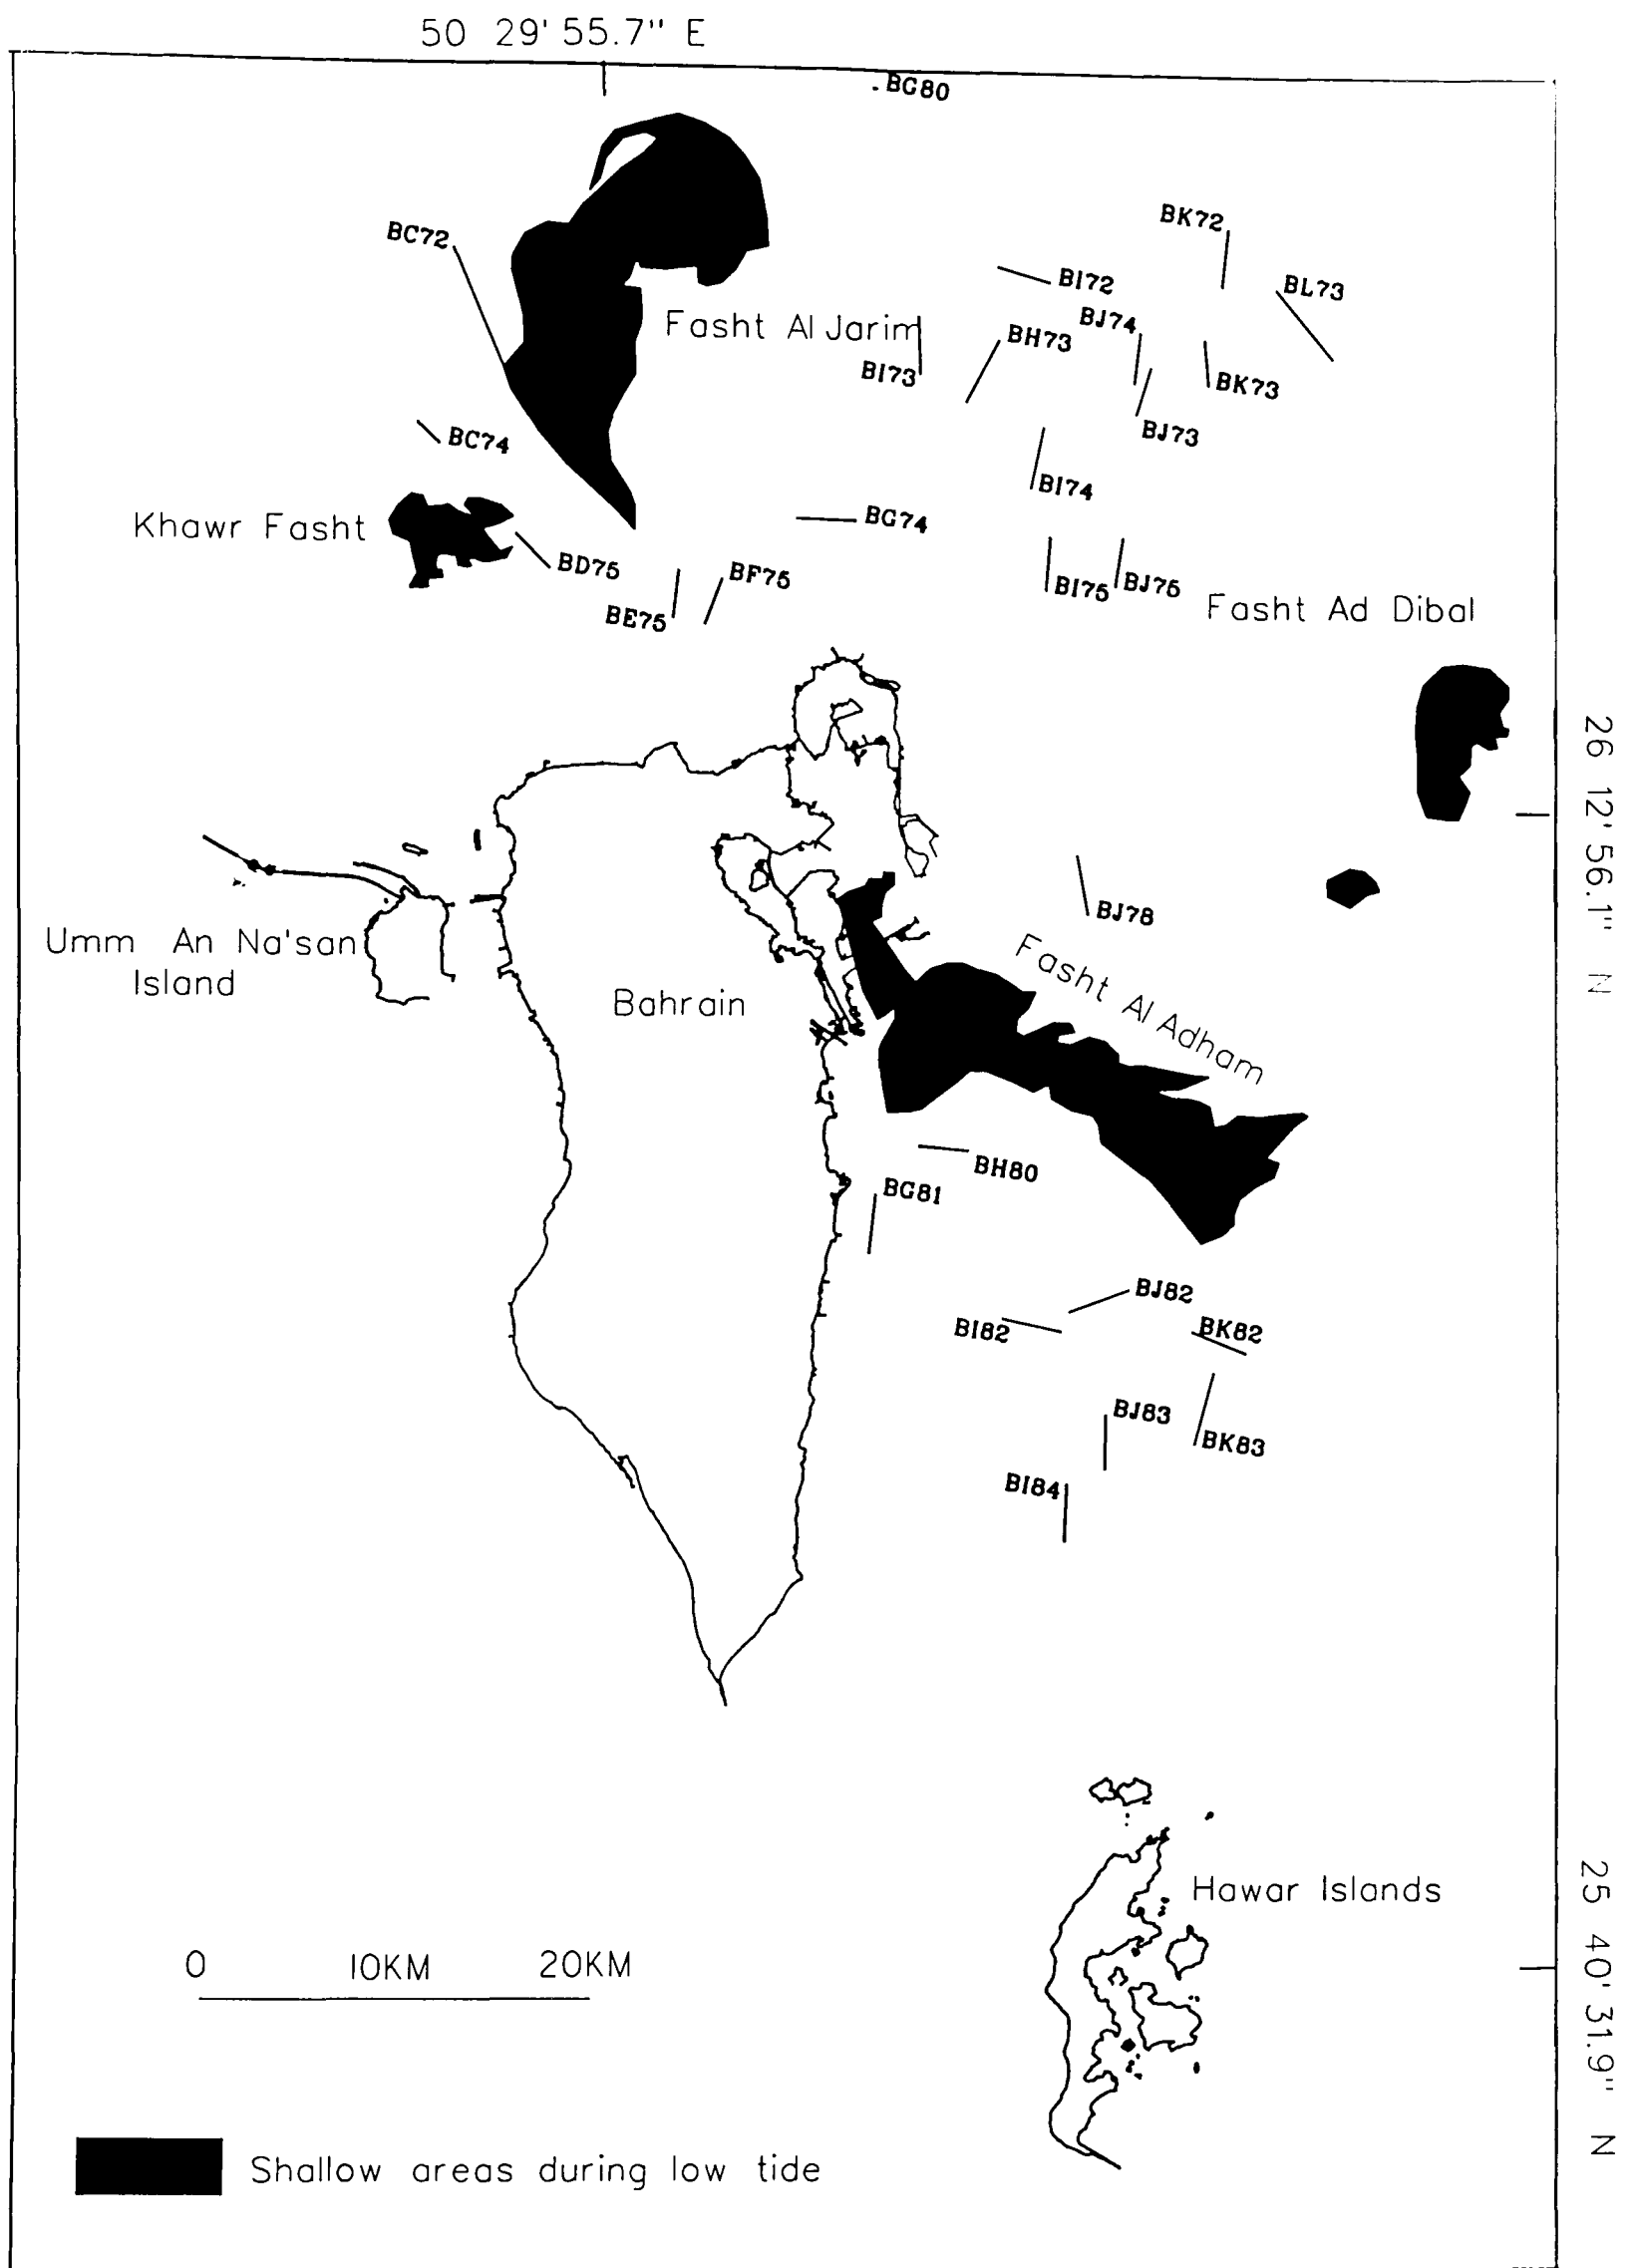 50 29' 55.7" E
BG80
BK72
BC72
BI72
BL73
BJ74
Fasht Al Jarim
BH73
BI73
BK73
BJ73
BC74
BI74
BG74
Khawr Fasht
BD75
BF75
BI75
BJ75
BE75
Fasht Ad Dibal
26 12' 56.1" N
BJ78
Umm An Na'san
Island
Bahrain
Fasht Al Adham
BH80
BG81
BJ82
BI82
BK82
BJ83
BK83
BI84
Hawar Islands
25 40' 31.9" N
0 10KM 20KM
Shallow areas during low tide